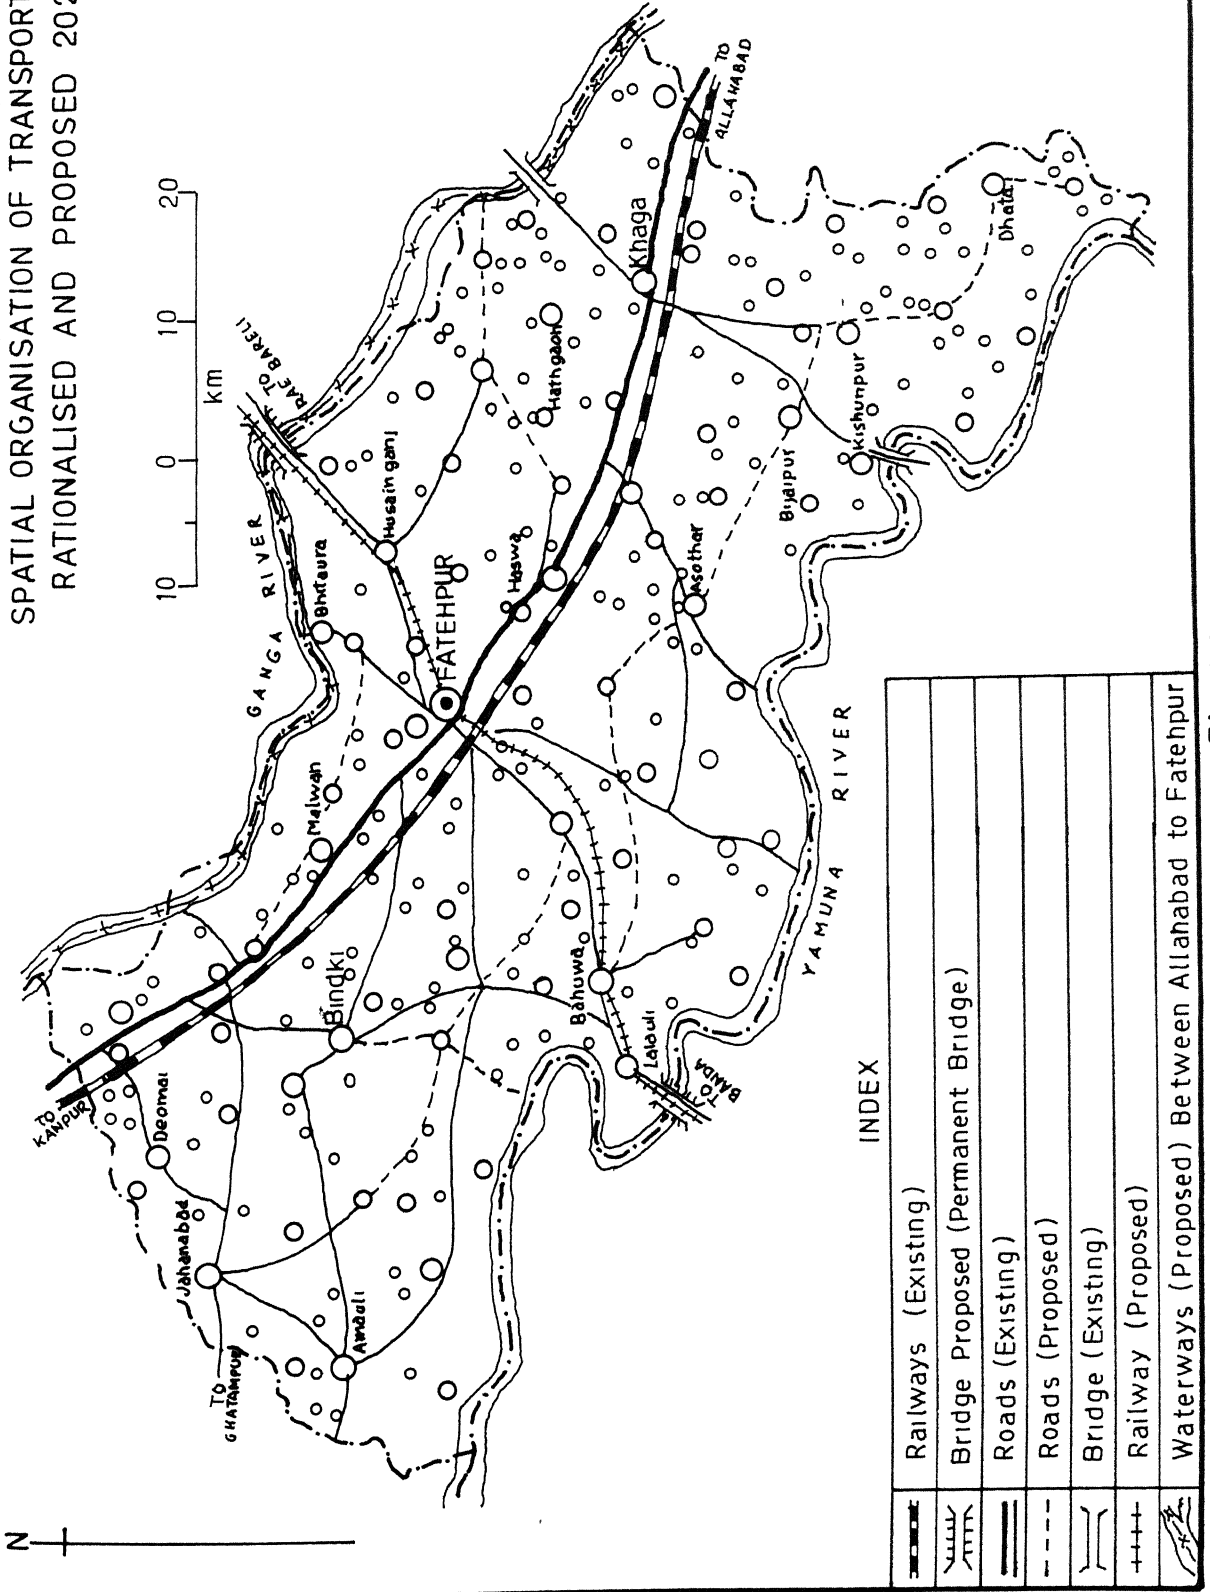 SPATIAL ORGANISATION OF TRANSPORT
RATIONALISED AND PROPOSED 202
N
10 0 10 20
km
TO
KANPUR
TO
RAE BARELI
GANGA RIVER
Deomai
Malwan
Bhitaura
Husainganj
Jahanabad
Bindki
FATEHPUR
Hathgaon
Haswa
Khaga
TO
ALLAHABAD
TO
GHATAMPUR
Amauli
Bahuwa
Lalauli
Asothar
Bijaipur
Kishunpur
Dhata
TO
BANDA
YAMUNA RIVER
INDEX
Railways (Existing)
Bridge Proposed (Permanent Bridge)
Roads (Existing)
Roads (Proposed)
Bridge (Existing)
Railway (Proposed)
Waterways (Proposed) Between Allahabad to Fatehpur